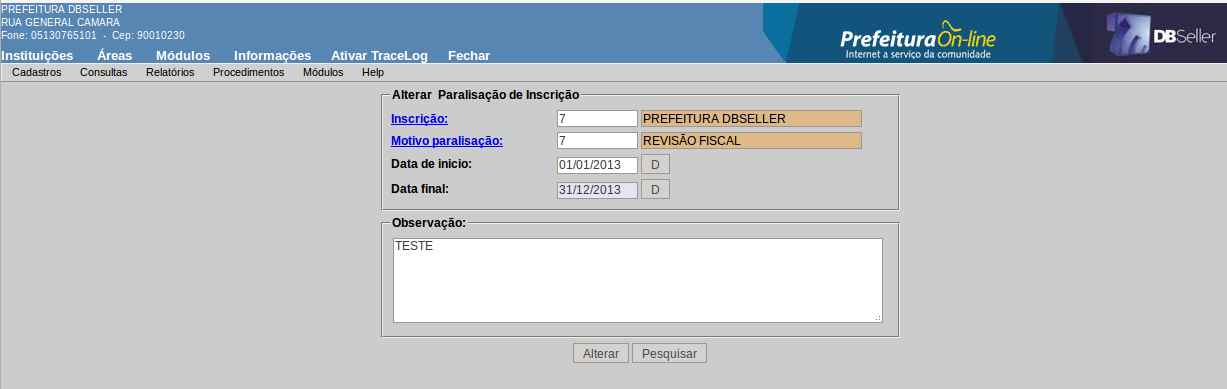 PREFEITURA DBSELLER
RUA GENERAL CAMARA
Fone: 05130765101 - Cep: 90010230
PrefeituraOn-line
Internet a serviço da comunidade
DBSeller
Instituições Áreas Módulos Informações Ativar TraceLog Fechar
Cadastros Consultas Relatórios Procedimentos Módulos Help
Alterar Paralisação de Inscrição
Inscrição: 7 PREFEITURA DBSELLER
Motivo paralisação: 7 REVISÃO FISCAL
Data de inicio: 01/01/2013 D
Data final: 31/12/2013 D
Observação:
TESTE
Alterar Pesquisar